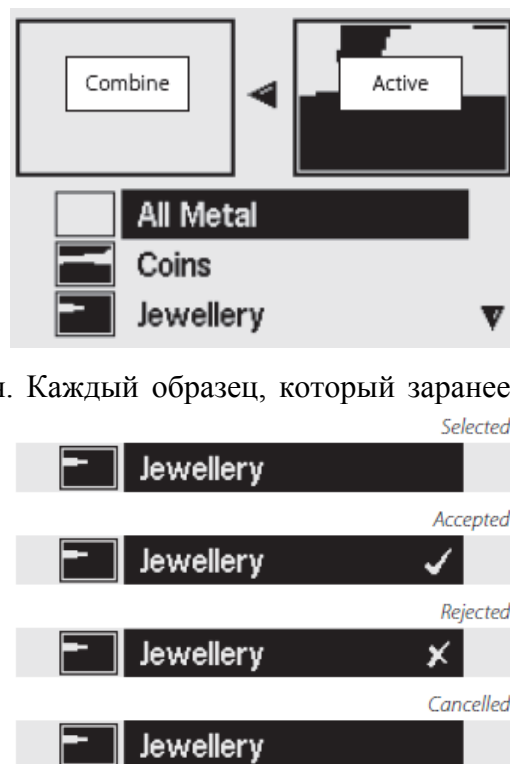 Combine
Active
All Metal
Coins
Jewellery
. Каждый образец, который заранее
Selected
Jewellery
Accepted
Jewellery
Rejected
Jewellery
Cancelled
Jewellery